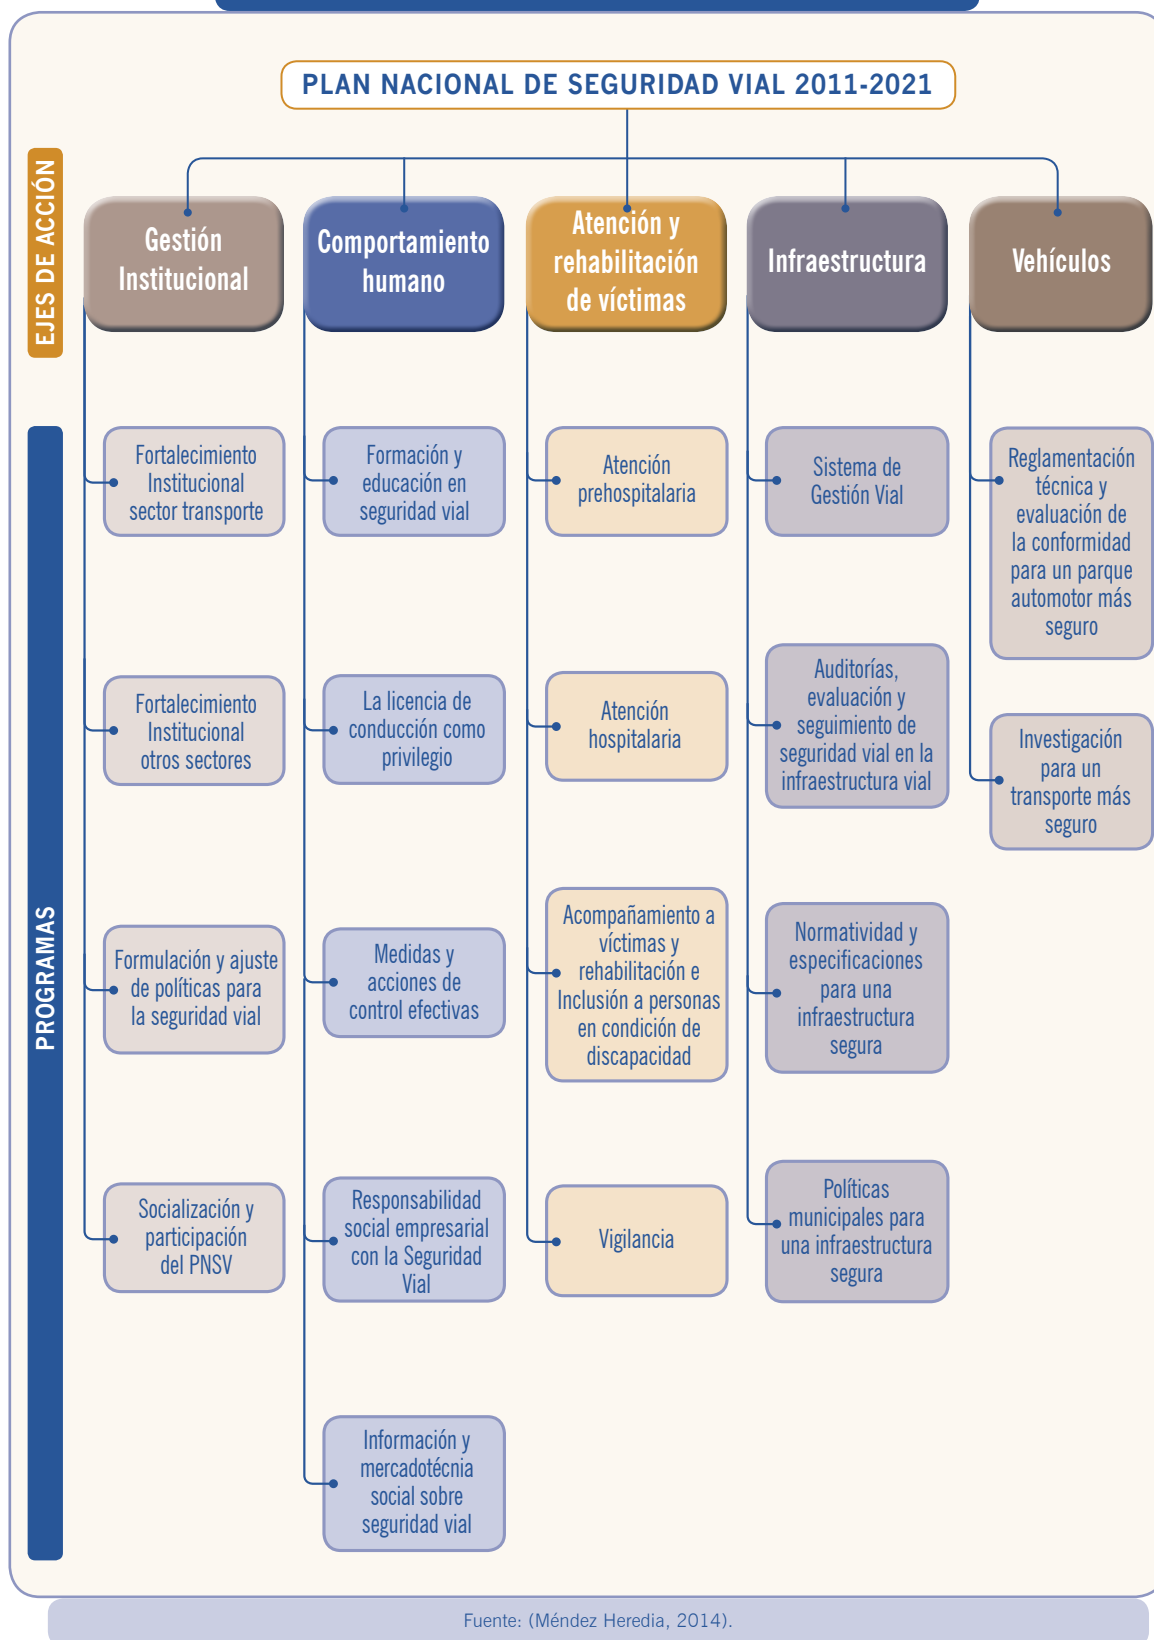 PLAN NACIONAL DE SEGURIDAD VIAL 2011-2021
EJES DE ACCIÓN
Gestión
Institucional
Comportamiento
humano
Atención y
rehabilitación
de víctimas
Infraestructura
Vehículos
PROGRAMAS
Fortalecimiento
Institucional
sector transporte
Fortalecimiento
Institucional
otros sectores
Formulación y ajuste
de políticas para
la seguridad vial
Socialización y
participación
del PNSV
Formación y
educación en
seguridad vial
La licencia de
conducción como
privilegio
Medidas y
acciones de
control efectivas
Responsabilidad
social empresarial
con la Seguridad
Vial
Información y
mercadotécnia
social sobre
seguridad vial
Atención
prehospitalaria
Atención
hospitalaria
Acompañamiento a
víctimas y
rehabilitación e
Inclusión a personas
en condición de
discapacidad
Vigilancia
Sistema de
Gestión Vial
Auditorías,
evaluación y
seguimiento de
seguridad vial en la
infraestructura vial
Normatividad y
especificaciones
para una
infraestructura
segura
Políticas
municipales para
una infraestructura
segura
Reglamentación
técnica y
evaluación de
la conformidad
para un parque
automotor más
seguro
Investigación
para un
transporte más
seguro
Fuente: (Méndez Heredia, 2014).